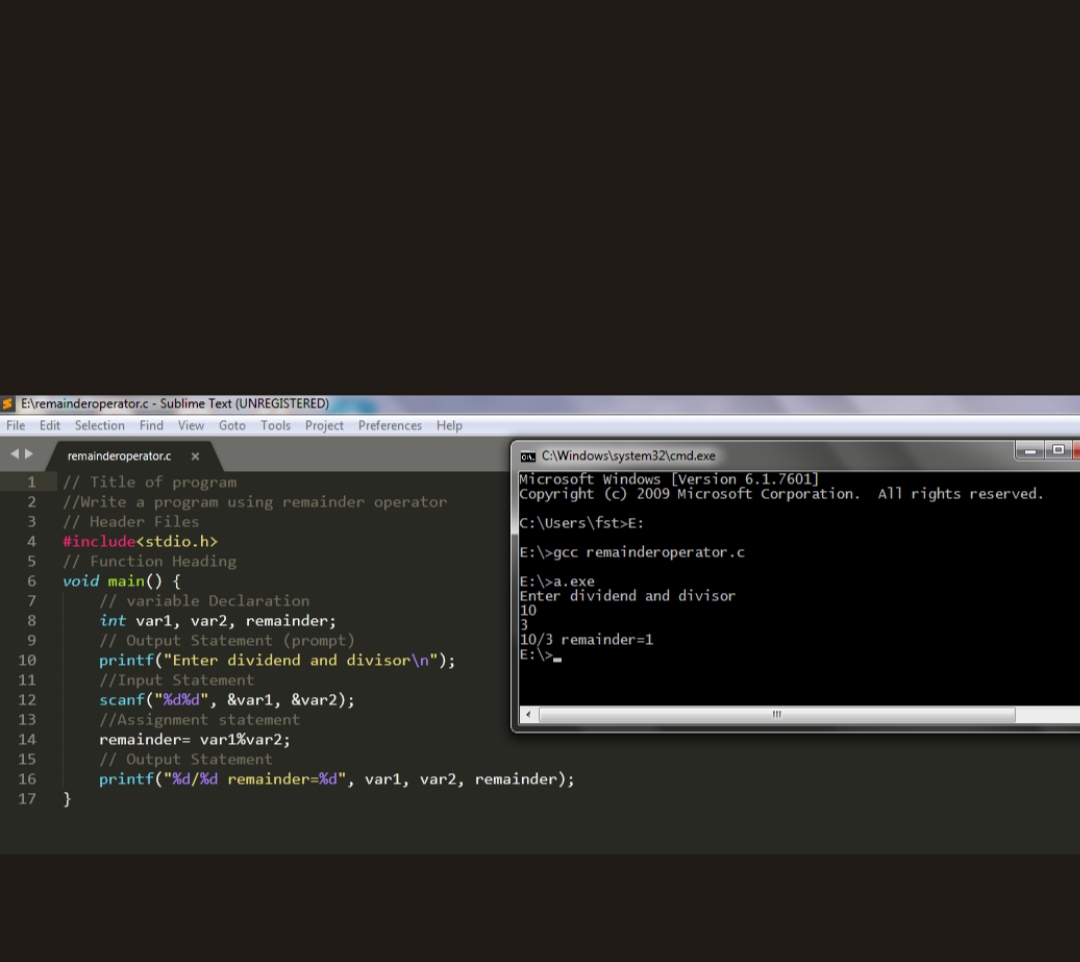 E:\remainderoperator.c - Sublime Text (UNREGISTERED)
File Edit Selection Find View Goto Tools Project Preferences Help
remainderoperator.c x
1 // Title of program
2 //Write a program using remainder operator
3 // Header Files
4 #include<stdio.h>
5 // Function Heading
6 void main() {
7 // variable Declaration
8 int var1, var2, remainder;
9 // Output Statement (prompt)
10 printf("Enter dividend and divisor\n");
11 //Input Statement
12 scanf("%d%d", &var1, &var2);
13 //Assignment statement
14 remainder= var1%var2;
15 // Output Statement
16 printf("%d/%d remainder=%d", var1, var2, remainder);
17 }
C:\Windows\system32\cmd.exe
Microsoft Windows [Version 6.1.7601]
Copyright (c) 2009 Microsoft Corporation. All rights reserved.
C:\Users\fst>E:
E:\>gcc remainderoperator.c
E:\>a.exe
Enter dividend and divisor
10
3
10/3 remainder=1
E:\>